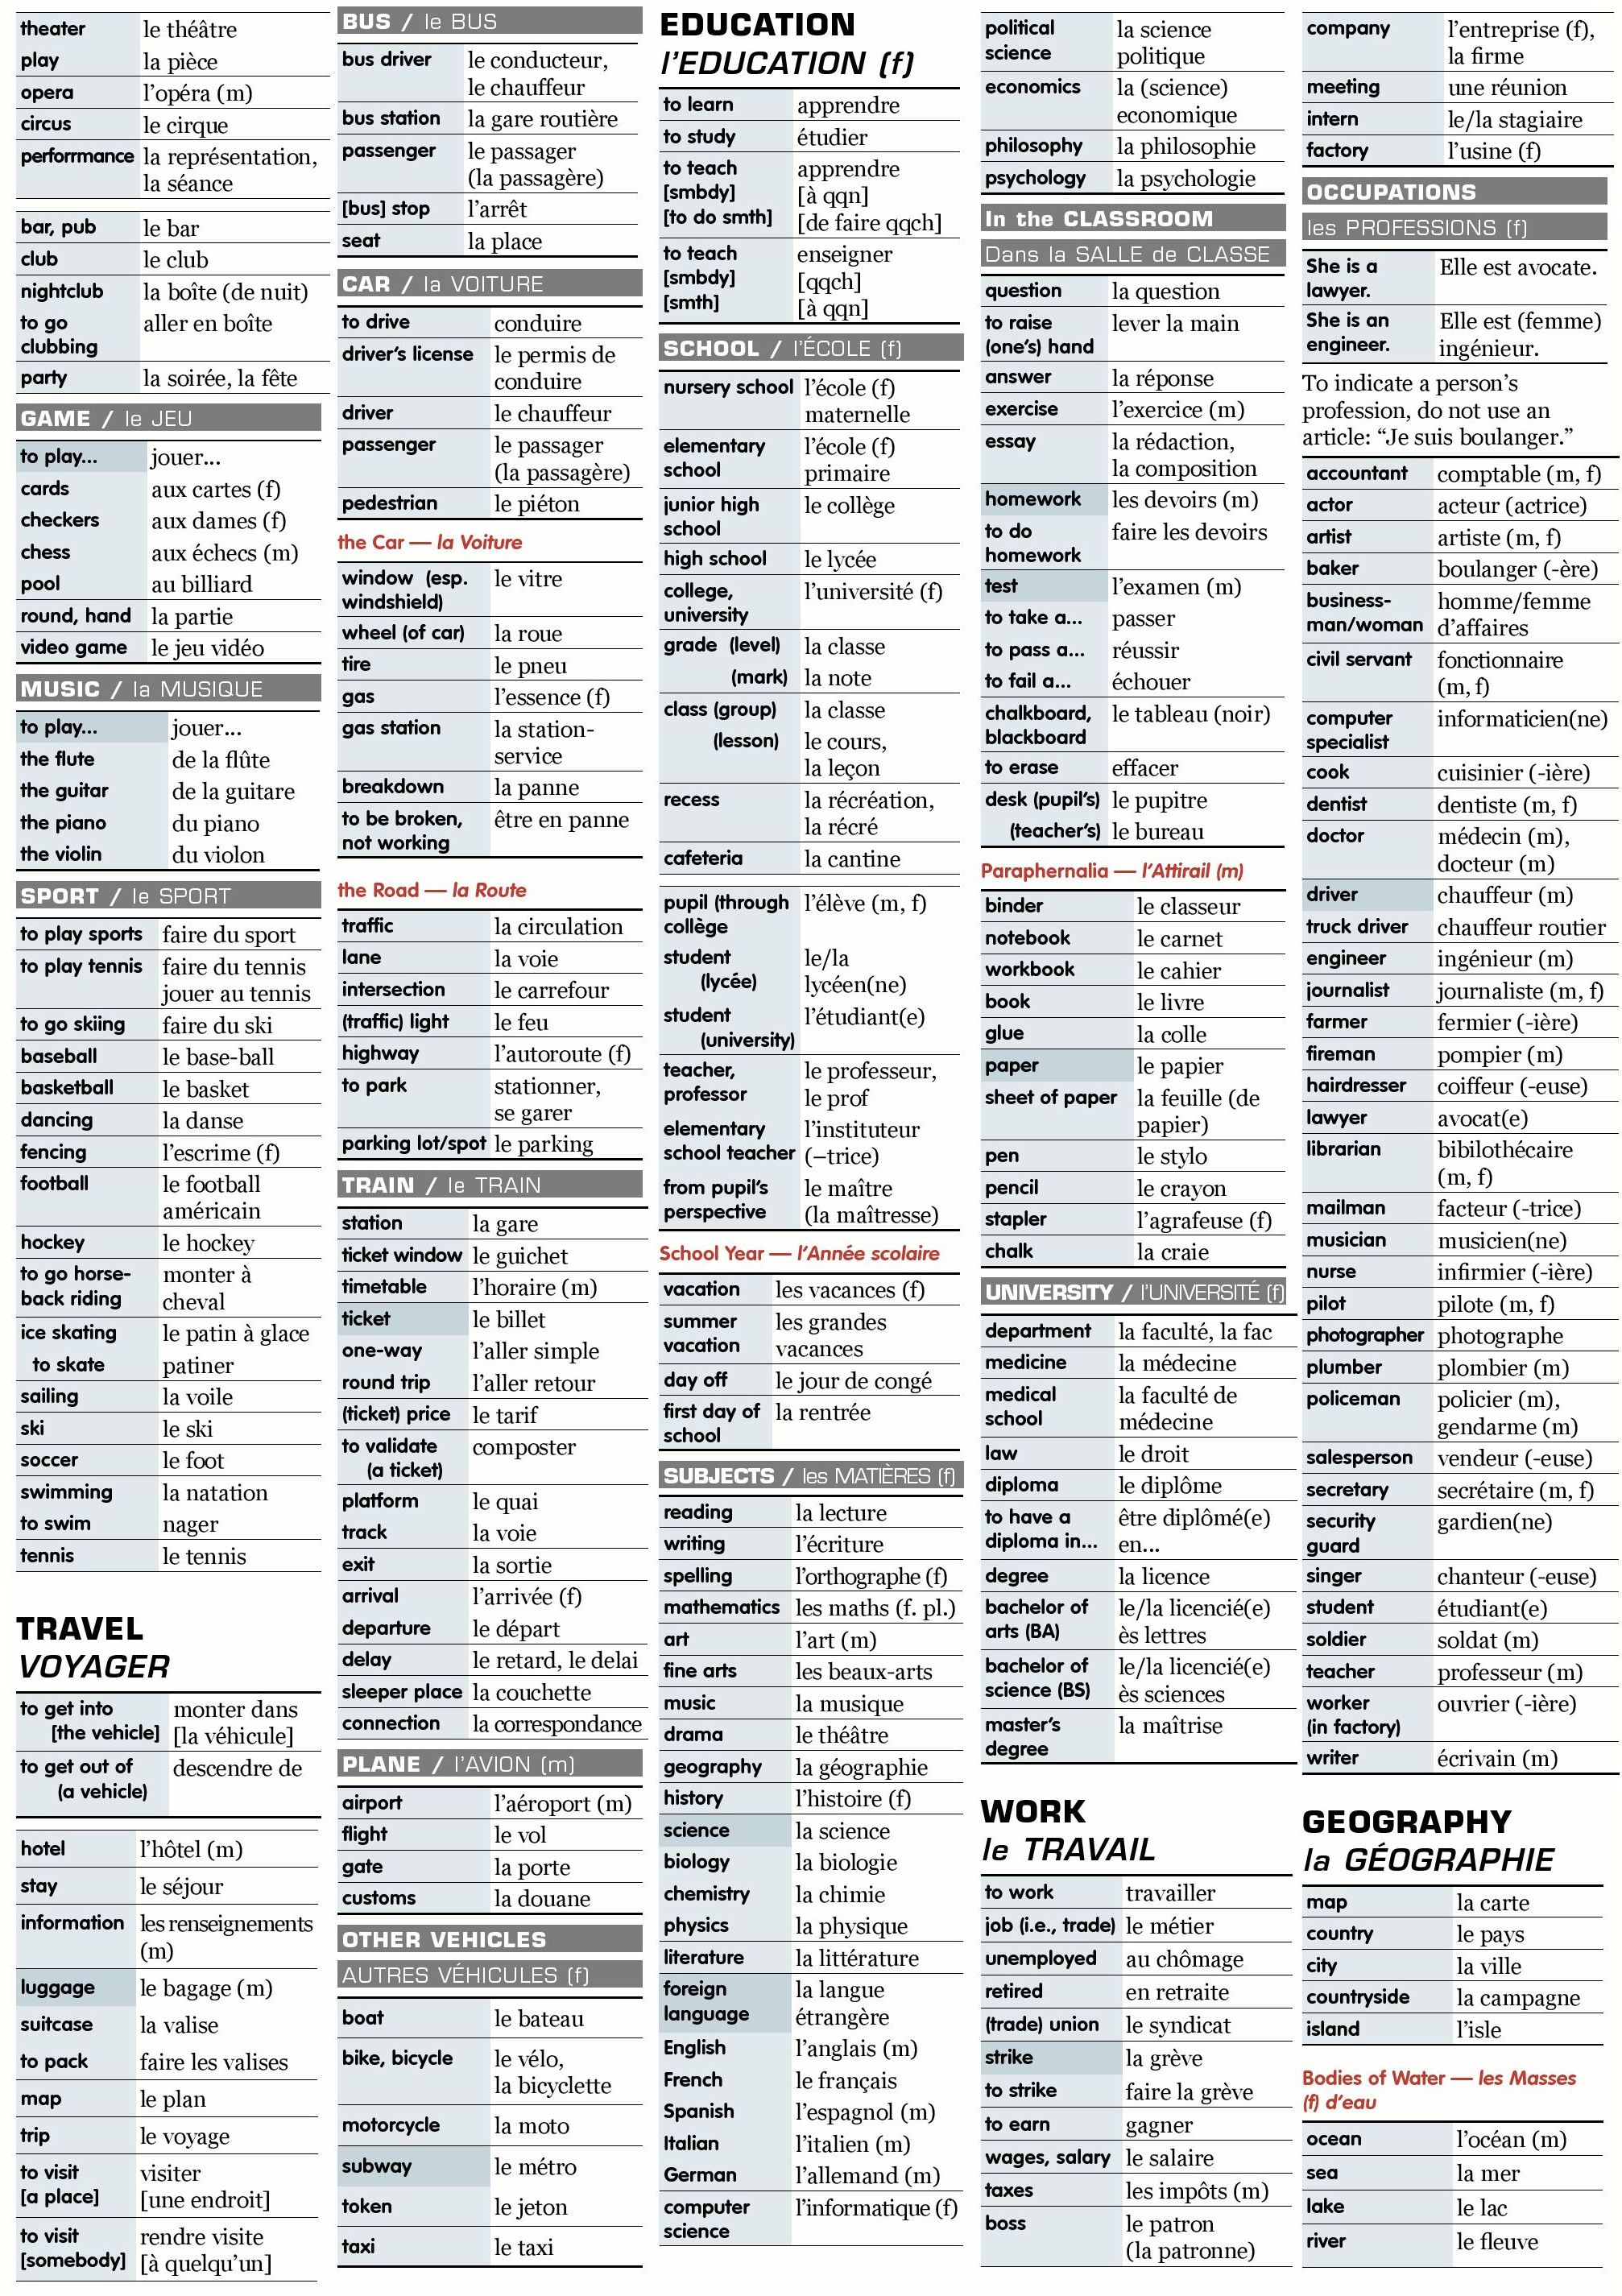 theater le théâtre
play la pièce
opera l'opéra (m)
circus le cirque
perforrmance la représentation,
la séance
bar, pub le bar
club le club
nightclub la boîte (de nuit)
to go aller en boîte
clubbing
party la soirée, la fête
GAME / le JEU
to play... jouer...
cards aux cartes (f)
checkers aux dames (f)
chess aux échecs (m)
pool au billiard
round, hand la partie
video game le jeu vidéo
MUSIC / la MUSIQUE
to play... jouer...
the flute de la flûte
the guitar de la guitare
the piano du piano
the violin du violon
SPORT / le SPORT
to play sports faire du sport
to play tennis faire du tennis
jouer au tennis
to go skiing faire du ski
baseball le base-ball
basketball le basket
dancing la danse
fencing l'escrime (f)
football le football
américain
hockey le hockey
to go horse- monter à
back riding cheval
ice skating le patin à glace
to skate patiner
sailing la voile
ski le ski
soccer le foot
swimming la natation
to swim nager
tennis le tennis
TRAVEL
VOYAGER
to get into monter dans
[the vehicle] [la véhicule]
to get out of descendre de
(a vehicle)
hotel l'hôtel (m)
stay le séjour
information les renseignements
(m)
luggage le bagage (m)
suitcase la valise
to pack faire les valises
map le plan
trip le voyage
to visit visiter
[a place] [une endroit]
to visit rendre visite
[somebody] [à quelqu'un]
BUS / le BUS
bus driver le conducteur,
le chauffeur
bus station la gare routière
passenger le passager
(la passagère)
[bus] stop l'arrêt
seat la place
CAR / la VOITURE
to drive conduire
driver's license le permis de
conduire
driver le chauffeur
passenger le passager
(la passagère)
pedestrian le piéton
the Car — la Voiture
window (esp. le vitre
windshield)
wheel (of car) la roue
tire le pneu
gas l'essence (f)
gas station la station-
service
breakdown la panne
to be broken, être en panne
not working
the Road — la Route
traffic la circulation
lane la voie
intersection le carrefour
(traffic) light le feu
highway l'autoroute (f)
to park stationner,
se garer
parking lot/spot le parking
TRAIN / le TRAIN
station la gare
ticket window le guichet
timetable l'horaire (m)
ticket le billet
one-way l'aller simple
round trip l'aller retour
(ticket) price le tarif
to validate composter
(a ticket)
platform le quai
track la voie
exit la sortie
arrival l'arrivée (f)
departure le départ
delay le retard, le delai
sleeper place la couchette
connection la correspondance
PLANE / l'AVION (m)
airport l'aéroport (m)
flight le vol
gate la porte
customs la douane
OTHER VEHICLES
AUTRES VÉHICULES (f)
boat le bateau
bike, bicycle le vélo,
la bicyclette
motorcycle la moto
subway le métro
token le jeton
taxi le taxi
EDUCATION
l'EDUCATION (f)
to learn apprendre
to study étudier
to teach apprendre
[smbdy] [à qqn]
[to do smth] [de faire qqch]
to teach enseigner
[smbdy] [qqch]
[smth] [à qqn]
SCHOOL / l'ÉCOLE (f)
nursery school l'école (f)
maternelle
elementary l'école (f)
school primaire
junior high le collège
school
high school le lycée
college, l'université (f)
university
grade (level) la classe
(mark) la note
class (group) la classe
(lesson) le cours,
la leçon
recess la récréation,
la récré
cafeteria la cantine
pupil (through l'élève (m, f)
collège
student le/la
(lycée) lycéen(ne)
student l'étudiant(e)
(university)
teacher, le professeur,
professor le prof
elementary l'instituteur
school teacher (–trice)
from pupil's le maître
perspective (la maîtresse)
School Year — l'Année scolaire
vacation les vacances (f)
summer les grandes
vacation vacances
day off le jour de congé
first day of la rentrée
school
SUBJECTS / les MATIÈRES (f)
reading la lecture
writing l'écriture
spelling l'orthographe (f)
mathematics les maths (f. pl.)
art l'art (m)
fine arts les beaux-arts
music la musique
drama le théâtre
geography la géographie
history l'histoire (f)
science la science
biology la biologie
chemistry la chimie
physics la physique
literature la littérature
foreign la langue
language étrangère
English l'anglais (m)
French le français
Spanish l'espagnol (m)
Italian l'italien (m)
German l'allemand (m)
computer l'informatique (f)
science
political la science
science politique
economics la (science)
economique
philosophy la philosophie
psychology la psychologie
In the CLASSROOM
Dans la SALLE de CLASSE
question la question
to raise lever la main
(one's) hand
answer la réponse
exercise l'exercice (m)
essay la rédaction,
la composition
homework les devoirs (m)
to do faire les devoirs
homework
test l'examen (m)
to take a... passer
to pass a... réussir
to fail a... échouer
chalkboard, le tableau (noir)
blackboard
to erase effacer
desk (pupil's) le pupitre
(teacher's) le bureau
Paraphernalia — l'Attirail (m)
binder le classeur
notebook le carnet
workbook le cahier
book le livre
glue la colle
paper le papier
sheet of paper la feuille (de
papier)
pen le stylo
pencil le crayon
stapler l'agrafeuse (f)
chalk la craie
UNIVERSITY / l'UNIVERSITÉ (f)
department la faculté, la fac
medicine la médecine
medical la faculté de
school médecine
law le droit
diploma le diplôme
to have a être diplômé(e)
diploma in... en...
degree la licence
bachelor of le/la licencié(e)
arts (BA) ès lettres
bachelor of le/la licencié(e)
science (BS) ès sciences
master's la maîtrise
degree
WORK
le TRAVAIL
to work travailler
job (i.e., trade) le métier
unemployed au chômage
retired en retraite
(trade) union le syndicat
strike la grève
to strike faire la grève
to earn gagner
wages, salary le salaire
taxes les impôts (m)
boss le patron
(la patronne)
company l'entreprise (f),
la firme
meeting une réunion
intern le/la stagiaire
factory l'usine (f)
OCCUPATIONS
les PROFESSIONS (f)
She is a Elle est avocate.
lawyer.
She is an Elle est (femme)
engineer. ingénieur.
To indicate a person's
profession, do not use an
article: “Je suis boulanger.”
accountant comptable (m, f)
actor acteur (actrice)
artist artiste (m, f)
baker boulanger (-ère)
business- homme/femme
man/woman d'affaires
civil servant fonctionnaire
(m, f)
computer informaticien(ne)
specialist
cook cuisinier (-ière)
dentist dentiste (m, f)
doctor médecin (m),
docteur (m)
driver chauffeur (m)
truck driver chauffeur routier
engineer ingénieur (m)
journalist journaliste (m, f)
farmer fermier (-ière)
fireman pompier (m)
hairdresser coiffeur (-euse)
lawyer avocat(e)
librarian bibilothécaire
(m, f)
mailman facteur (-trice)
musician musicien(ne)
nurse infirmier (-ière)
pilot pilote (m, f)
photographer photographe
plumber plombier (m)
policeman policier (m),
gendarme (m)
salesperson vendeur (-euse)
secretary secrétaire (m, f)
security gardien(ne)
guard
singer chanteur (-euse)
student étudiant(e)
soldier soldat (m)
teacher professeur (m)
worker ouvrier (-ière)
(in factory)
writer écrivain (m)
GEOGRAPHY
la GÉOGRAPHIE
map la carte
country le pays
city la ville
countryside la campagne
island l'isle
Bodies of Water — les Masses
(f) d'eau
ocean l'océan (m)
sea la mer
lake le lac
river le fleuve